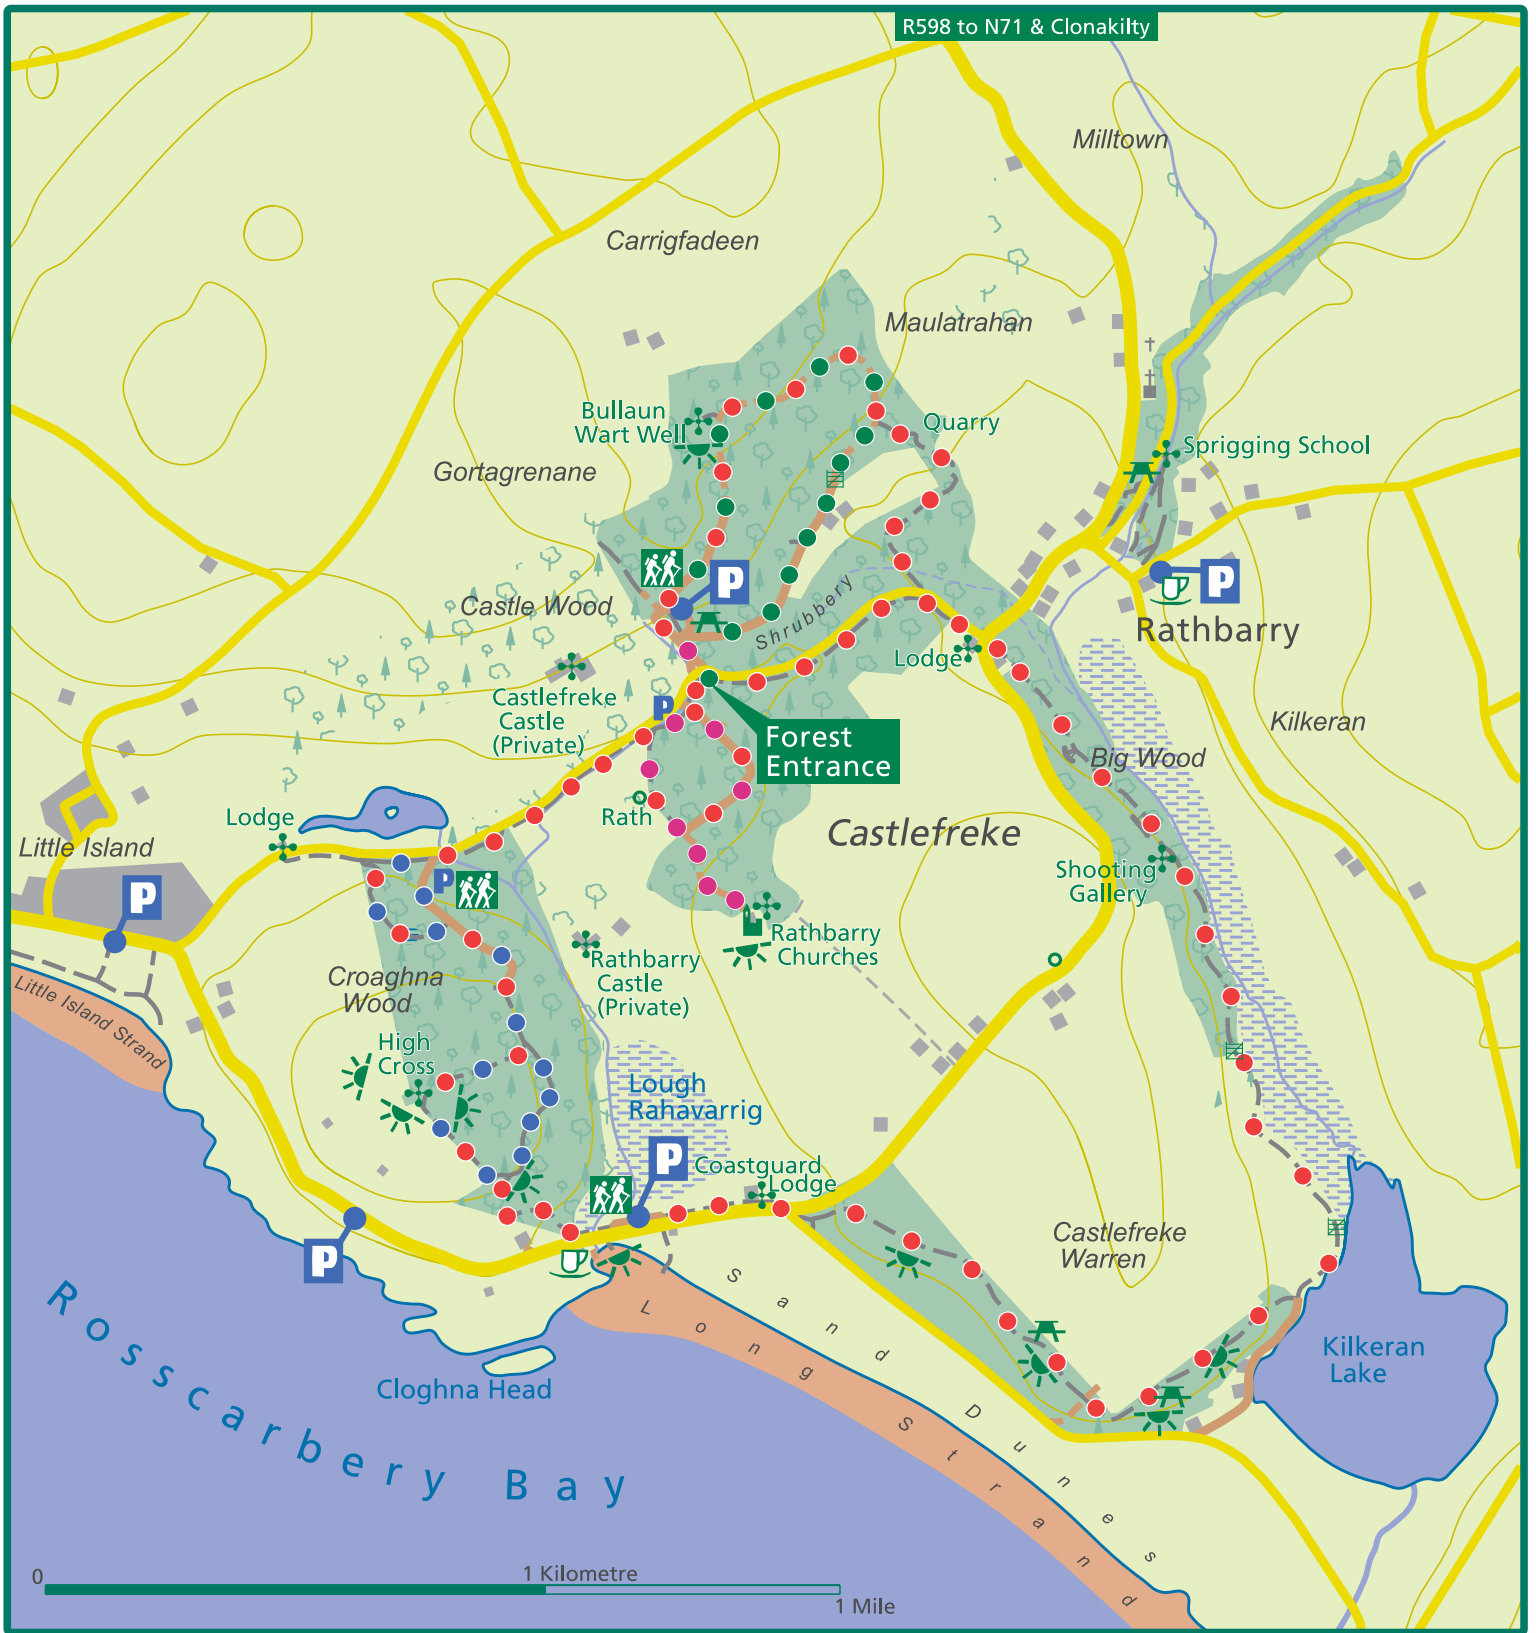 R598 to N71 & Clonakilty
Milltown
Carrigfadeen
Maulatrahan
Bullaun
Wart Well
Quarry
Sprigging School
Gortagrenane
P
P
Castle Wood
Shrubbery
Rathbarry
Lodge
Castlefreke
Castle
(Private)
P
Forest
Entrance
Kilkeran
Big Wood
Lodge
Rath
Castlefreke
Little Island
P
P
Shooting
Gallery
Rathbarry
Churches
Rathbarry
Castle
(Private)
Croaghna
Wood
Little Island Strand
High
Cross
Lough
Rahavarrig
P
Coastguard
Lodge
P
Castlefreke
Warren
Sand Dunes
Long Strand
Kilkeran
Lake
Cloghna Head
Rosscarbery Bay
0
1 Kilometre
1 Mile